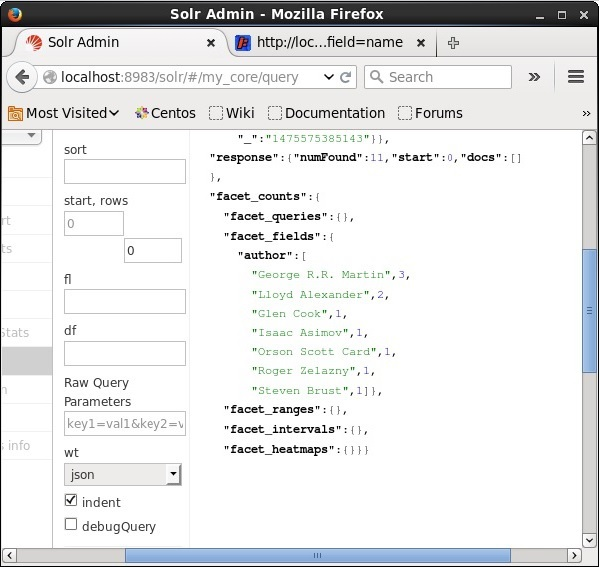 Solr Admin - Mozilla Firefox
Solr Admin
http://loc...field=name
localhost:8983/solr/#/my_core/query
Search
Most Visited
Centos
Wiki
Documentation
Forums
sort
start, rows
0
0
fl
df
Raw Query
Parameters
key1=val1&key2=v
wt
json
indent
debugQuery
Stats
s info
"_":"1475575385143"}},
"response":{"numFound":11,"start":0,"docs":[]
},
"facet_counts":{
"facet_queries":{},
"facet_fields":{
"author":[
"George R.R. Martin",3,
"Lloyd Alexander",2,
"Glen Cook",1,
"Isaac Asimov",1,
"Orson Scott Card",1,
"Roger Zelazny",1,
"Steven Brust",1]},
"facet_ranges":{},
"facet_intervals":{},
"facet_heatmaps":{}}}